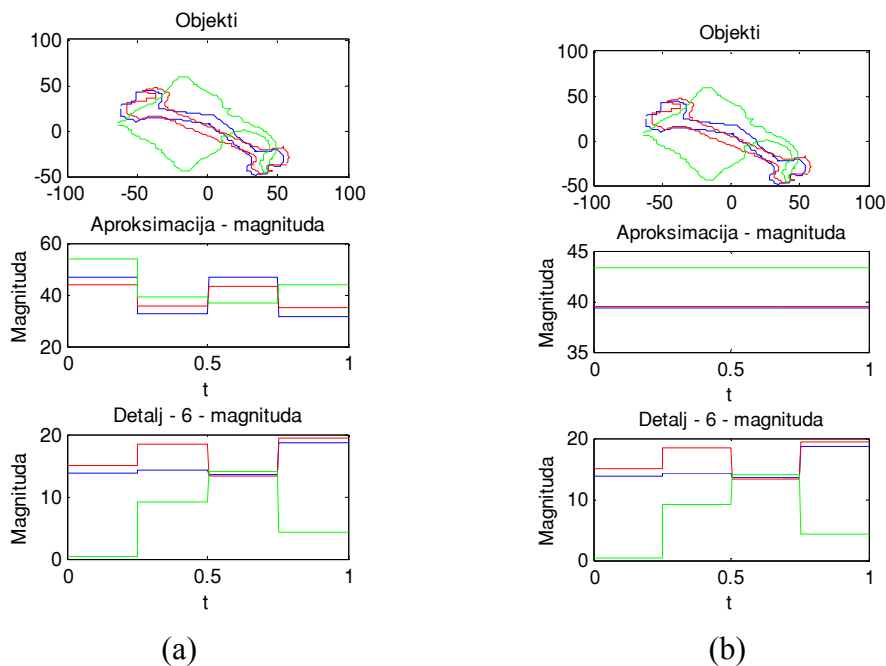 Objekti
100
50
0
-50
-100 -50 0 50 100
Aproksimacija - magnituda
Magnituda
60
40
20
0 0.5 1
t
Detalj - 6 - magnituda
Magnituda
20
10
0
0 0.5 1
t
(a)
Objekti
100
50
0
-50
-100 -50 0 50 100
Aproksimacija - magnituda
Magnituda
45
40
35
0 0.5 1
t
Detalj - 6 - magnituda
Magnituda
20
10
0
0 0.5 1
t
(b)